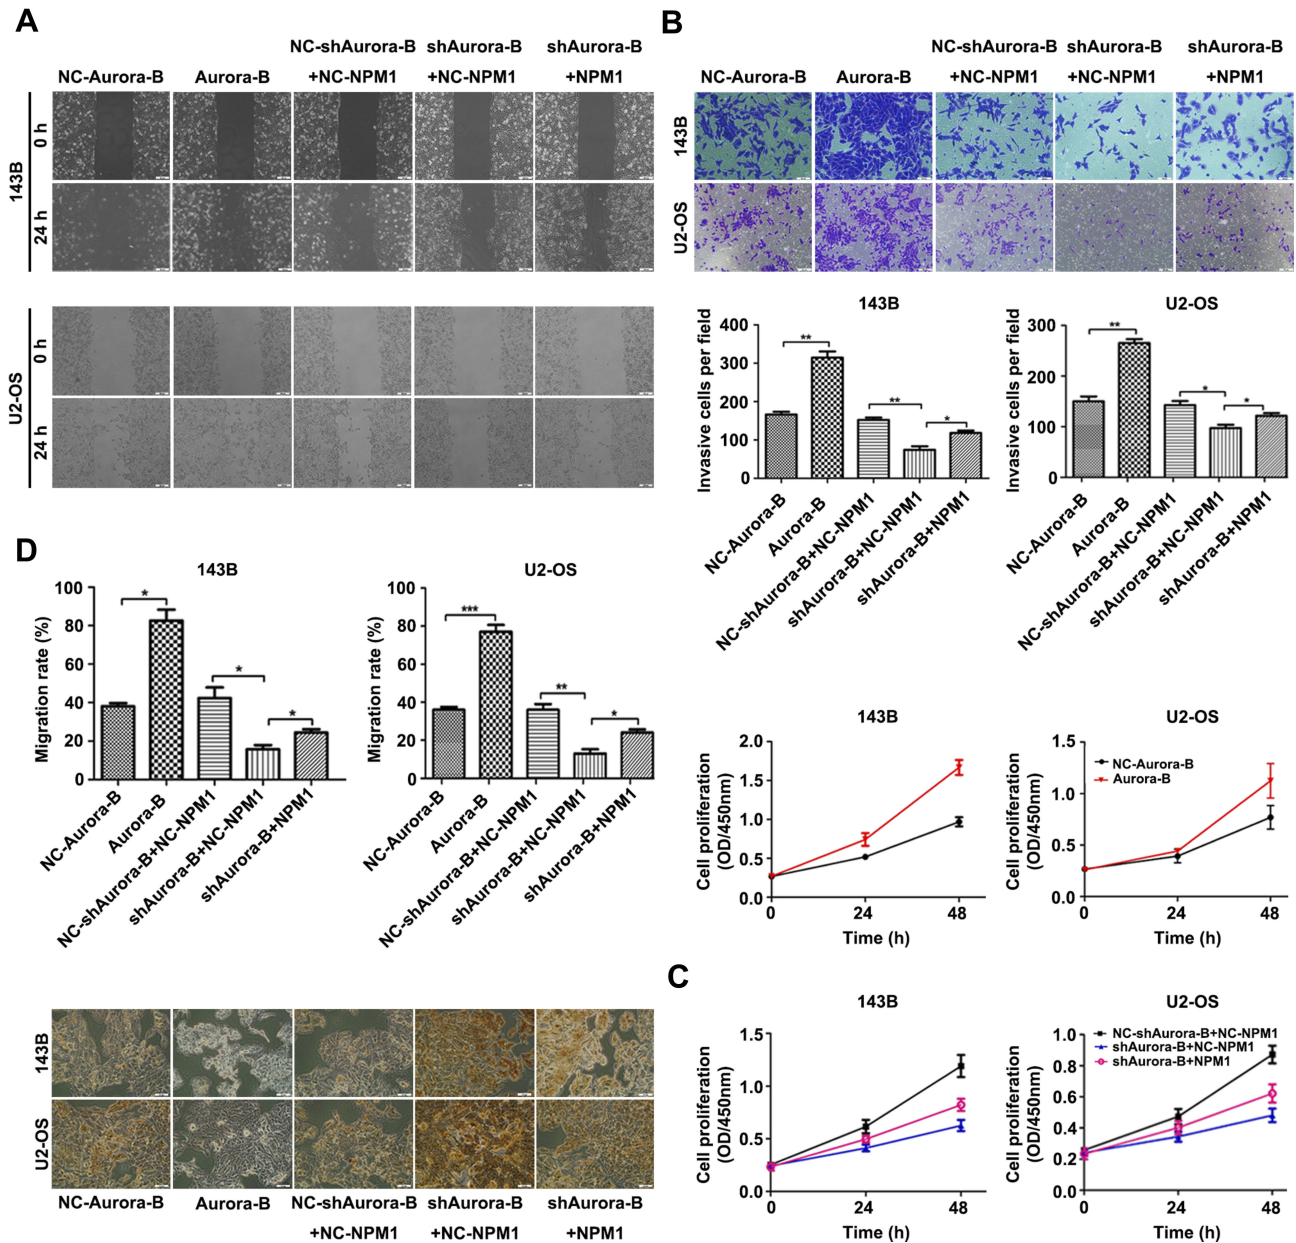 A
NC-shAurora-B shAurora-B shAurora-B
NC-Aurora-B Aurora-B +NC-NPM1 +NC-NPM1 +NPM1
143B
0 h
24 h
U2-OS
0 h
24 h
B
NC-shAurora-B shAurora-B shAurora-B
NC-Aurora-B Aurora-B +NC-NPM1 +NC-NPM1 +NPM1
143B
U2-OS
143B
Invasive cells per field
400
300
200
100
0
**
**
*
NC-Aurora-B
Aurora-B
NC-shAurora-B+NC-NPM1
shAurora-B+NC-NPM1
shAurora-B+NPM1
U2-OS
Invasive cells per field
300
200
100
0
**
*
*
NC-Aurora-B
Aurora-B
NC-shAurora-B+NC-NPM1
shAurora-B+NC-NPM1
shAurora-B+NPM1
D
143B
Migration rate (%)
100
80
60
40
20
0
*
*
*
NC-Aurora-B
Aurora-B
NC-shAurora-B+NC-NPM1
shAurora-B+NC-NPM1
shAurora-B+NPM1
U2-OS
Migration rate (%)
100
80
60
40
20
0
***
**
*
NC-Aurora-B
Aurora-B
NC-shAurora-B+NC-NPM1
shAurora-B+NC-NPM1
shAurora-B+NPM1
143B
Cell proliferation
(OD/450nm)
2.0
1.5
1.0
0.5
0.0
0 24 48
Time (h)
U2-OS
Cell proliferation
(OD/450nm)
1.5
1.0
0.5
0.0
NC-Aurora-B
Aurora-B
0 24 48
Time (h)
143B
U2-OS
NC-Aurora-B Aurora-B NC-shAurora-B shAurora-B shAurora-B
+NC-NPM1 +NC-NPM1 +NPM1
C
143B
Cell proliferation
(OD/450nm)
1.5
1.0
0.5
0.0
0 24 48
Time (h)
U2-OS
Cell proliferation
(OD/450nm)
1.0
0.8
0.6
0.4
0.2
0.0
NC-shAurora-B+NC-NPM1
shAurora-B+NC-NPM1
shAurora-B+NPM1
0 24 48
Time (h)